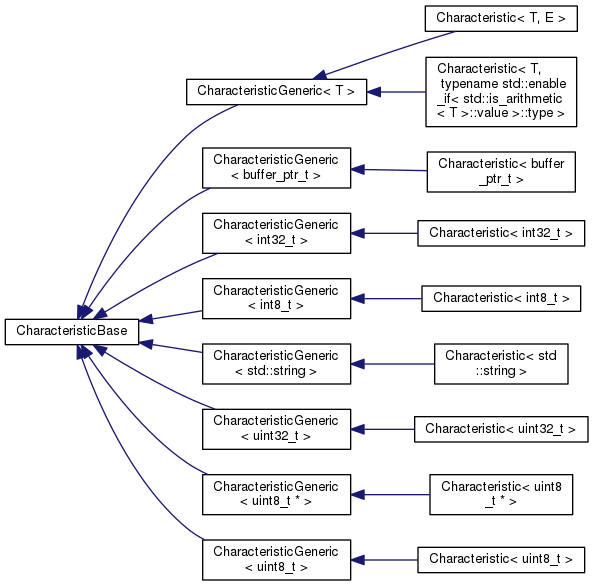 Characteristic< T, E >
CharacteristicGeneric< T >
Characteristic< T,
typename std::enable
_if< std::is_arithmetic
< T >::value >::type >
CharacteristicGeneric
< buffer_ptr_t >
Characteristic< buffer
_ptr_t >
CharacteristicGeneric
< int32_t >
Characteristic< int32_t >
CharacteristicGeneric
< int8_t >
Characteristic< int8_t >
CharacteristicBase
CharacteristicGeneric
< std::string >
Characteristic< std
::string >
CharacteristicGeneric
< uint32_t >
Characteristic< uint32_t >
CharacteristicGeneric
< uint8_t * >
Characteristic< uint8
_t * >
CharacteristicGeneric
< uint8_t >
Characteristic< uint8_t >